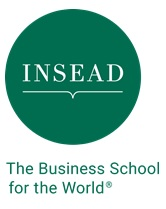 INSEAD
The Business School
for the World®